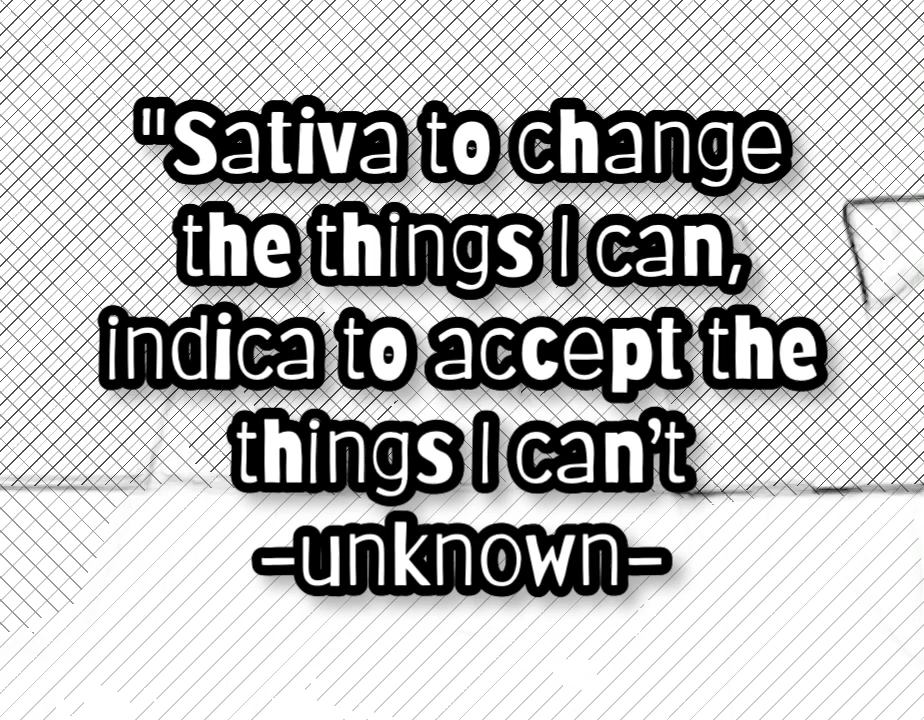 "Sativa to change
the things I can,
indica to accept the
things I can't
-unknown-